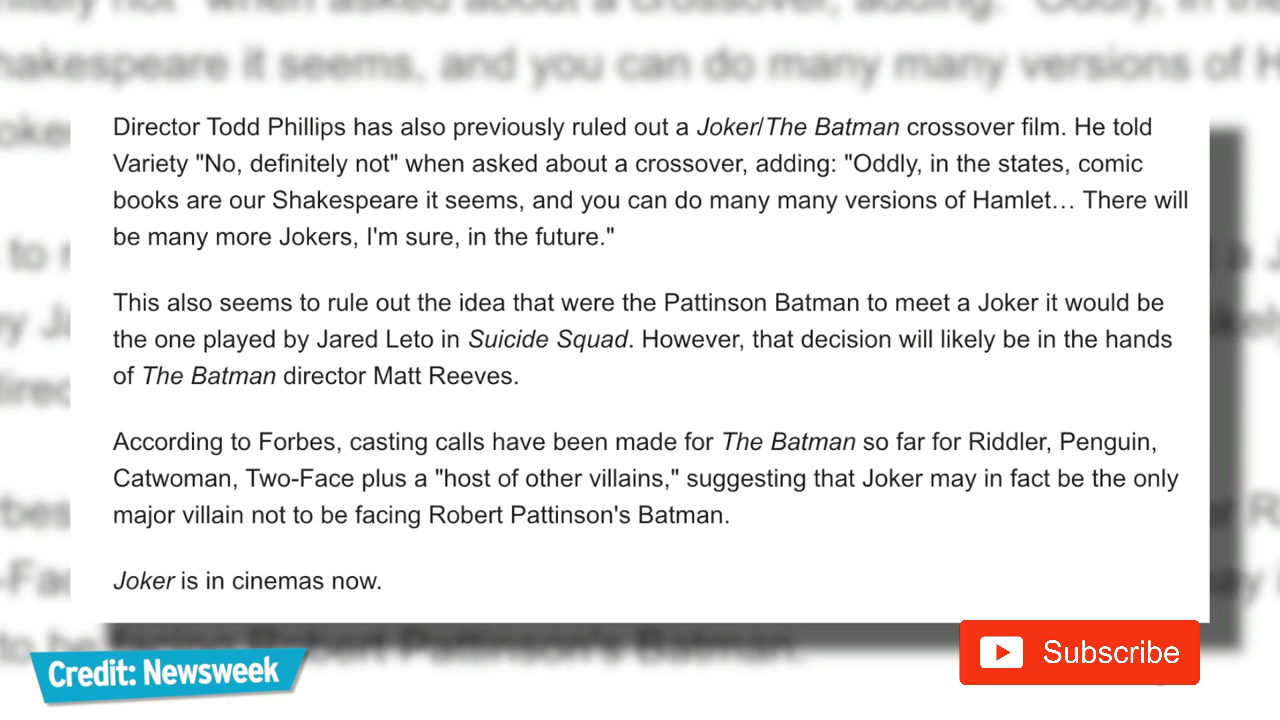 Director Todd Phillips has also previously ruled out a Joker/The Batman crossover film. He told
Variety "No, definitely not" when asked about a crossover, adding: "Oddly, in the states, comic
books are our Shakespeare it seems, and you can do many many versions of Hamlet… There will
be many more Jokers, I'm sure, in the future."
This also seems to rule out the idea that were the Pattinson Batman to meet a Joker it would be
the one played by Jared Leto in Suicide Squad. However, that decision will likely be in the hands
of The Batman director Matt Reeves.
According to Forbes, casting calls have been made for The Batman so far for Riddler, Penguin,
Catwoman, Two-Face plus a "host of other villains," suggesting that Joker may in fact be the only
major villain not to be facing Robert Pattinson's Batman.
Joker is in cinemas now.
Credit: Newsweek
Subscribe